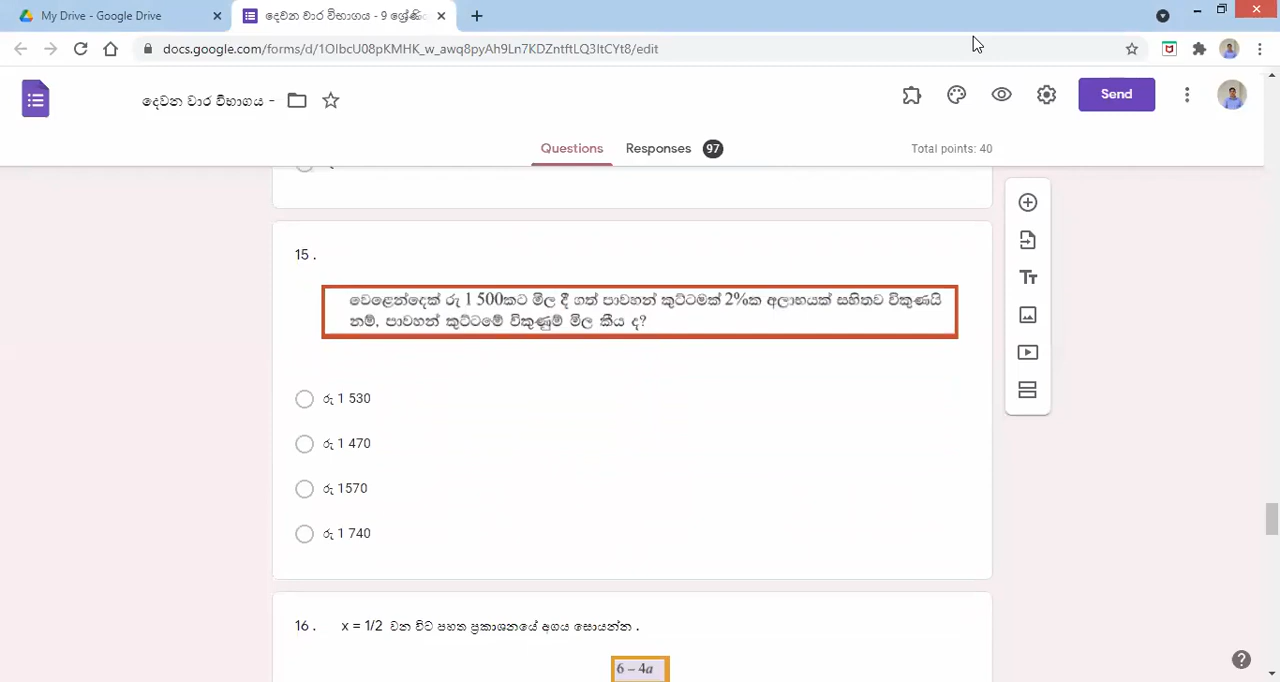 My Drive - Google Drive
දෙවන වාර විභාගය - 9 ශ්‍රේණිය
docs.google.com/forms/d/1OlbcU08pKMHK_w_awq8pyAh9Ln7KDZntftLQ3ItCYt8/edit
දෙවන වාර විභාගය -
Send
Questions
Responses 97
Total points: 40
15 .
වෙළෙන්දෙක් රු 1 500කට මිල දී ගත් පාවහන් කුට්ටමක් 2%ක අලාභයක් සහිතව විකුණයි
නම්, පාවහන් කුට්ටමේ විකුණුම් මිල කීය ද?
රු 1 530
රු 1 470
රු 1570
රු 1 740
16 . x = 1/2 වන විට පහත ප්‍රකාශනයේ අගය සොයන්න .
6 – 4a